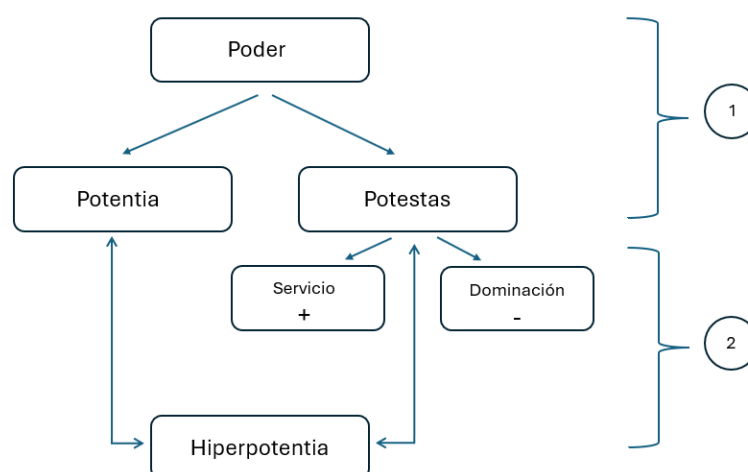 Poder
1
Potentia
Potestas
Servicio
+
Dominación
-
2
Hiperpotentia